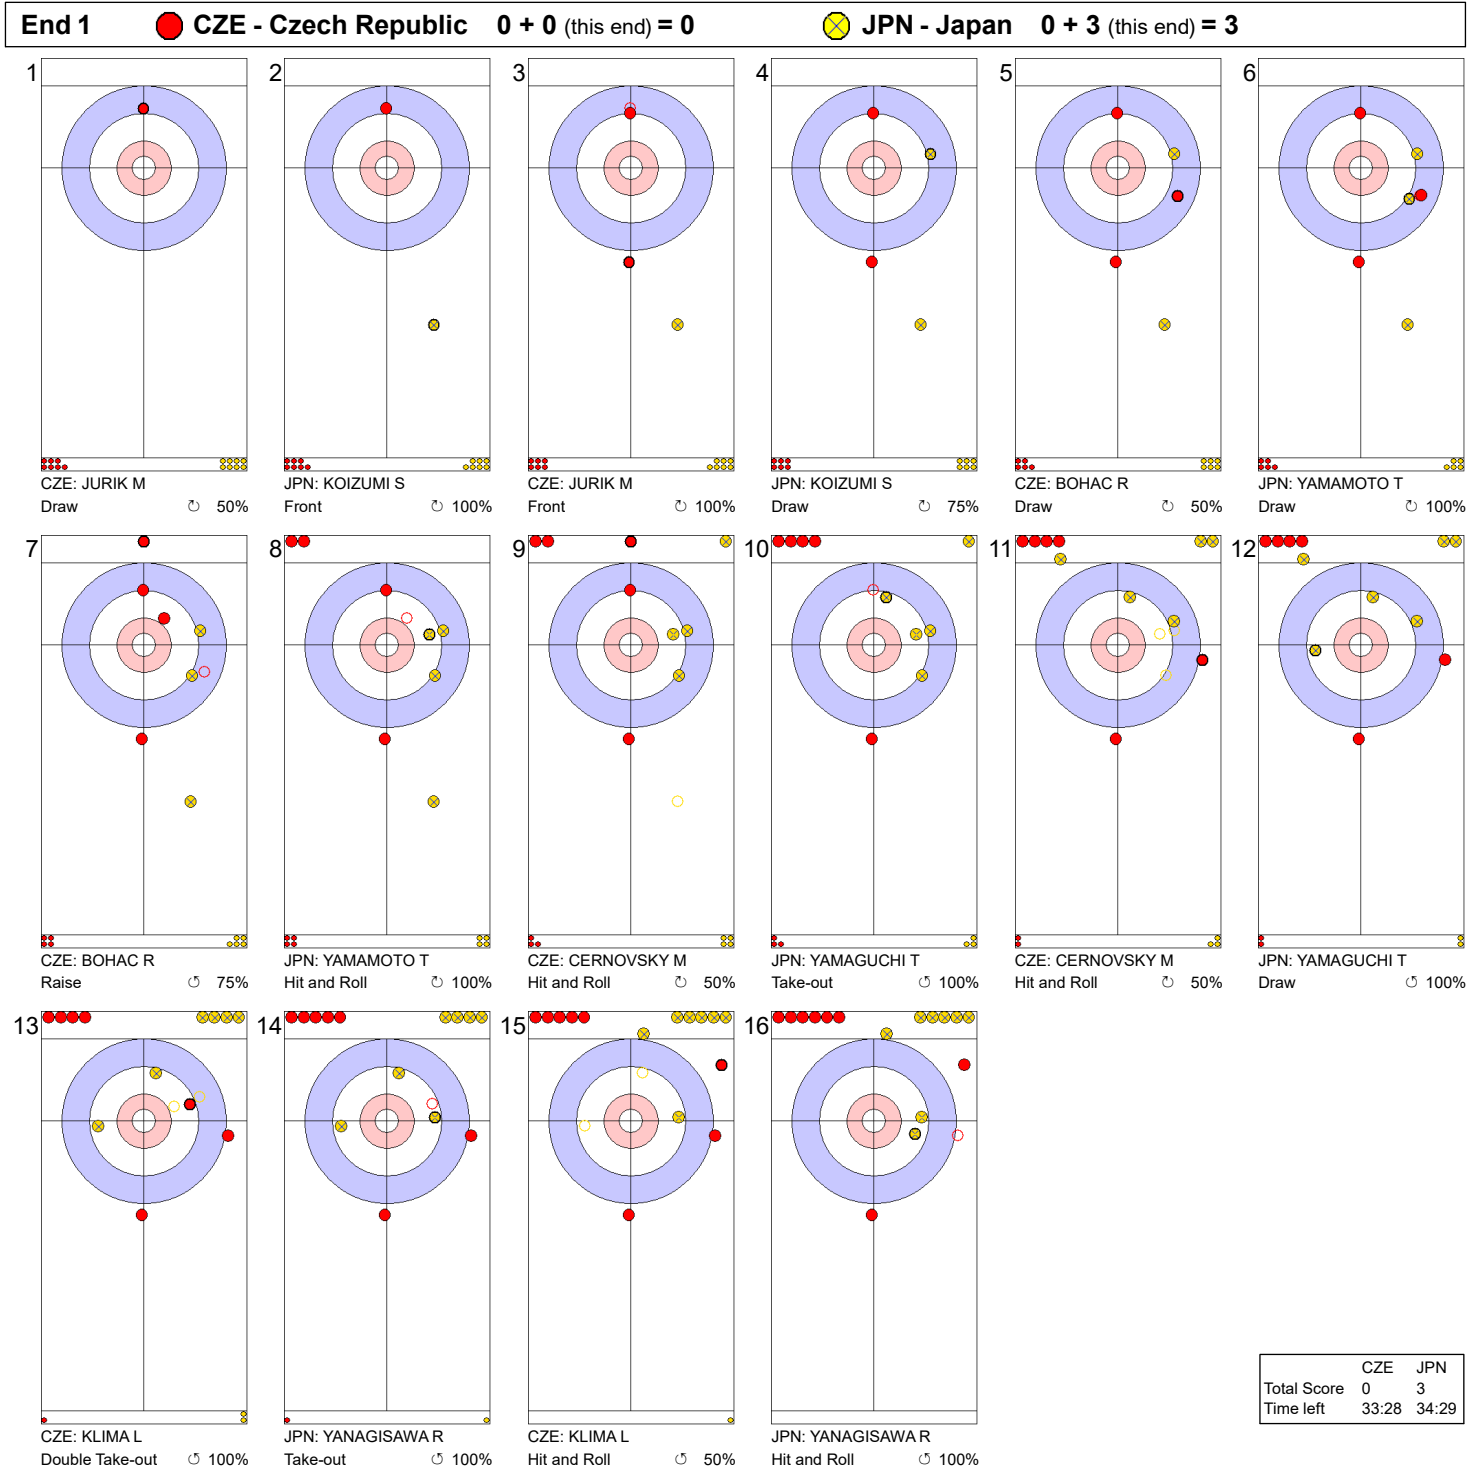 End 1 CZE - Czech Republic 0 + 0 (this end) = 0 JPN - Japan 0 + 3 (this end) = 3
1 2 3 4 5 6
CZE: JURIK M JPN: KOIZUMI S CZE: JURIK M JPN: KOIZUMI S CZE: BOHAC R JPN: YAMAMOTO T
Draw ↻ 50% Front ↻ 100% Front ↻ 100% Draw ↻ 75% Draw ↻ 50% Draw ↻ 100%
7 8 9 10 11 12
CZE: BOHAC R JPN: YAMAMOTO T CZE: CERNOVSKY M JPN: YAMAGUCHI T CZE: CERNOVSKY M JPN: YAMAGUCHI T
Raise ↺ 75% Hit and Roll ↻ 100% Hit and Roll ↻ 50% Take-out ↺ 100% Hit and Roll ↺ 50% Draw ↺ 100%
13 14 15 16
CZE: KLIMA L JPN: YANAGISAWA R CZE: KLIMA L JPN: YANAGISAWA R
Double Take-out ↺ 100% Take-out ↺ 100% Hit and Roll ↺ 50% Hit and Roll ↺ 100%
CZE JPN
Total Score 0 3
Time left 33:28 34:29